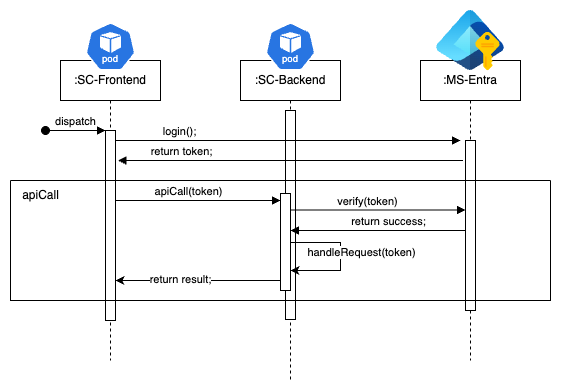 pod
pod
:SC-Frontend
:SC-Backend
:MS-Entra
dispatch
login();
return token;
apiCall
apiCall(token)
verify(token)
return success;
handleRequest(token)
return result;